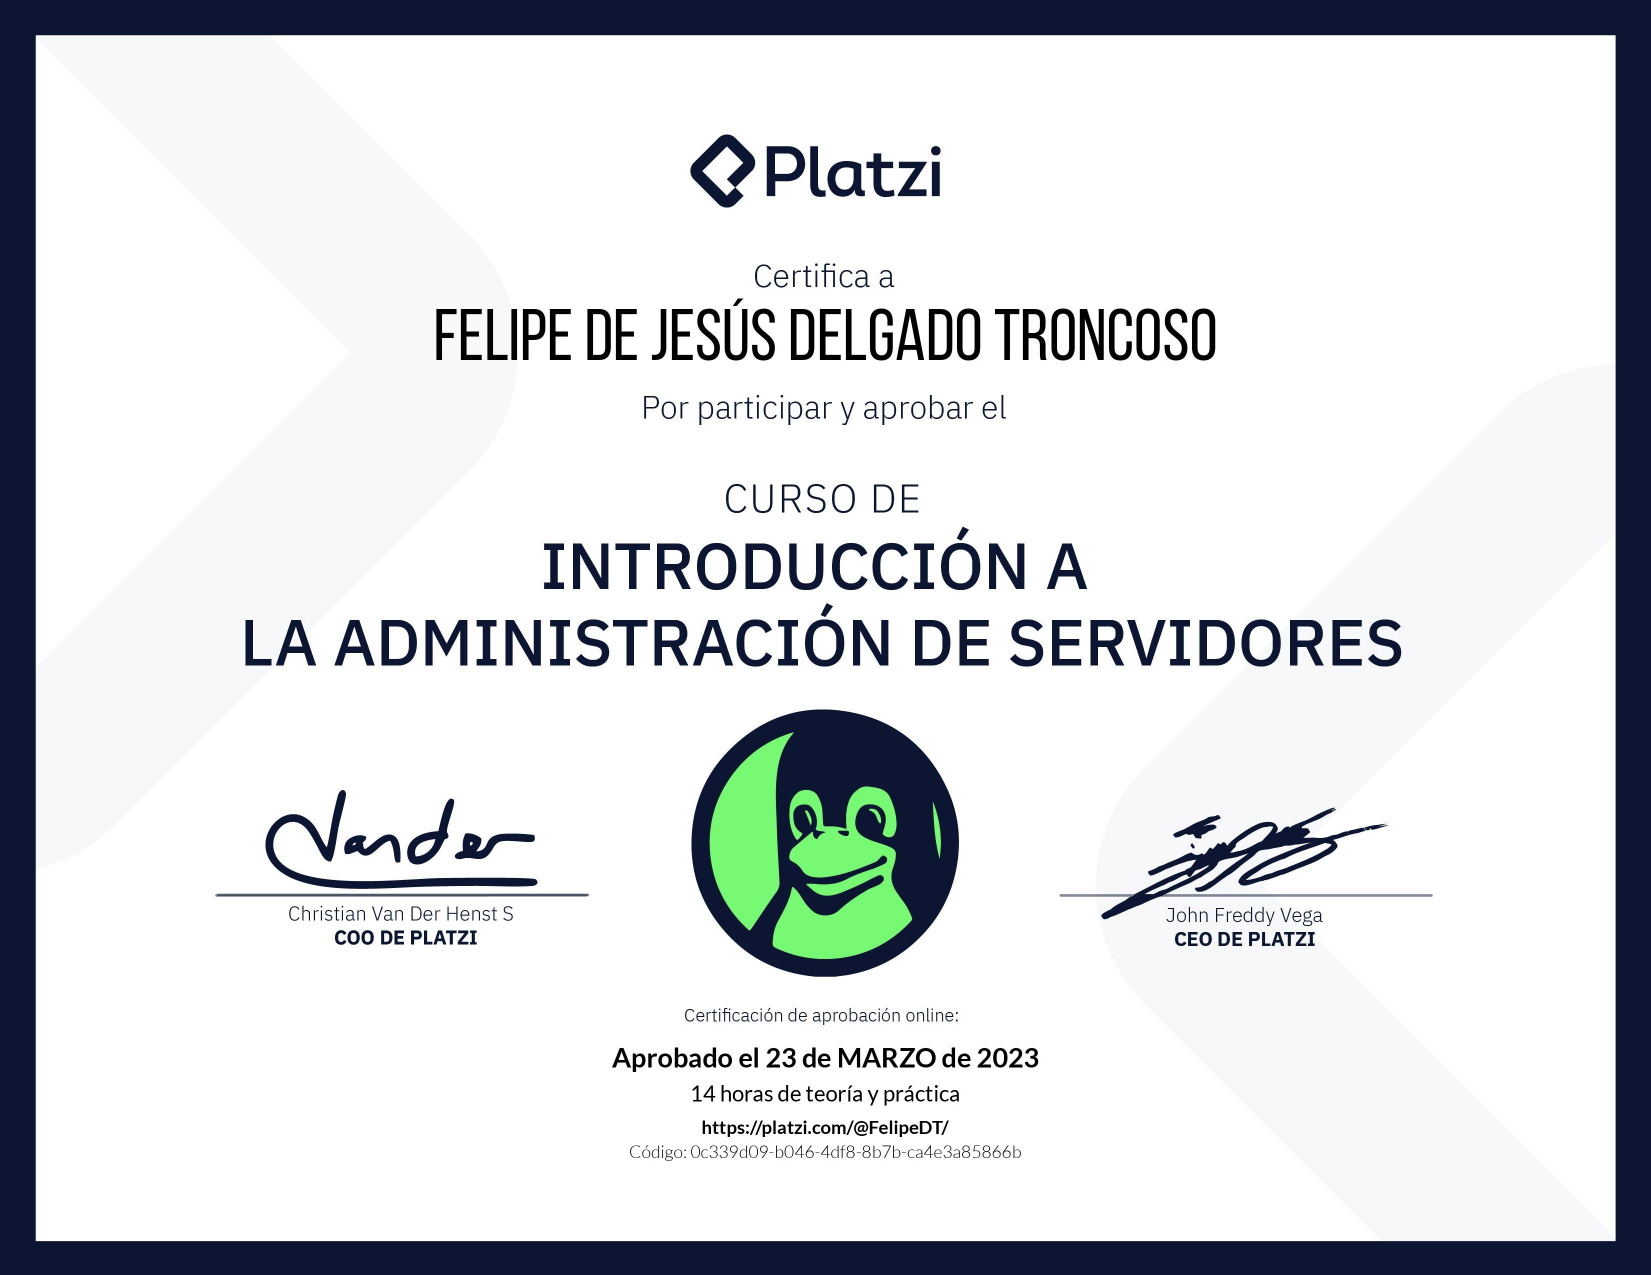 Platzi
Certifica a
FELIPE DE JESÚS DELGADO TRONCOSO
Por participar y aprobar el
CURSO DE
INTRODUCCIÓN A
LA ADMINISTRACIÓN DE SERVIDORES
Vander
Christian Van Der Henst S
COO DE PLATZI
John Freddy Vega
CEO DE PLATZI
Certificación de aprobación online:
Aprobado el 23 de MARZO de 2023
14 horas de teoría y práctica
https://platzi.com/@FelipeDT/
Código: 0c339d09-b046-4df8-8b7b-ca4e3a85866b